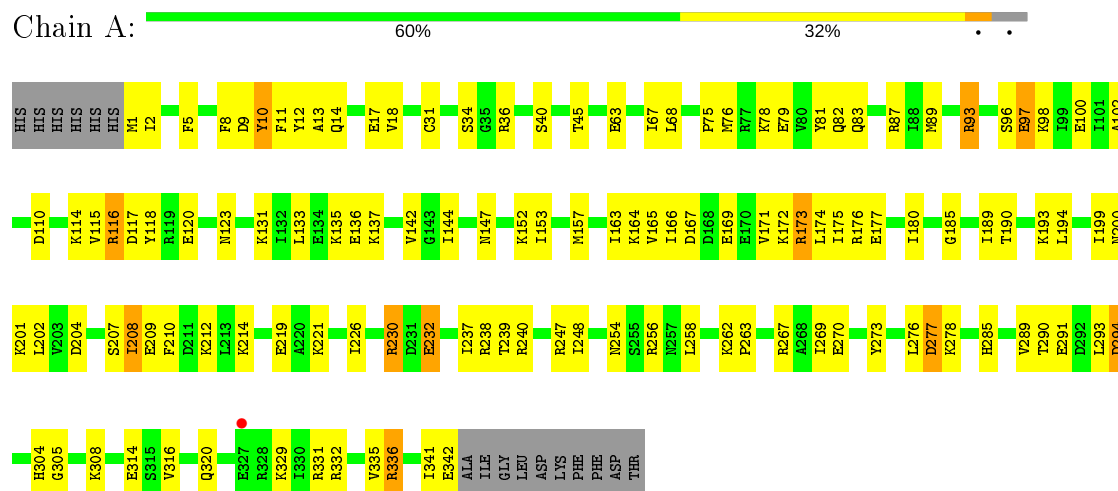 Chain A:
60% 32% • •
HIS HIS HIS HIS HIS HIS M1 I2 F5 F8 D9 Y10 F11 Y12 A13 Q14 E17 V18 C31 S34 G35 R36 S40 T45 E63 I67 L68 P75 M76 R77 K78 E79 V80 Y81 Q82 Q83 R87 I88 M89 R93 S96 E97 K98 I99 E100 I101 A102
D110 K114 V115 R116 D117 Y118 R119 E120 N123 K131 I132 L133 E134 K135 E136 K137 V142 G143 I144 N147 K152 I153 M157 I163 K164 V165 I166 D167 D168 E169 E170 V171 K172 R173 L174 I175 R176 E177 I180 G185 I189 T190 K193 L194 I199 N200
K201 L202 V203 D204 S207 I208 E209 F210 D211 K212 L213 K214 E219 A220 K221 I226 R230 D231 E232 I237 R238 T239 R240 R247 I248 N254 S255 R256 N257 L258 K262 P263 R267 A268 I269 E270 Y273 L276 D277 K278 H285 V289 T290 E291 D292 L293
H304 G305 K308 E314 S315 V316 Q320 E327 R328 K329 I330 R331 R332 V335 R336 I341 E342 ALA ILE GLY LEU ASP LYS PHE PHE ASP THR